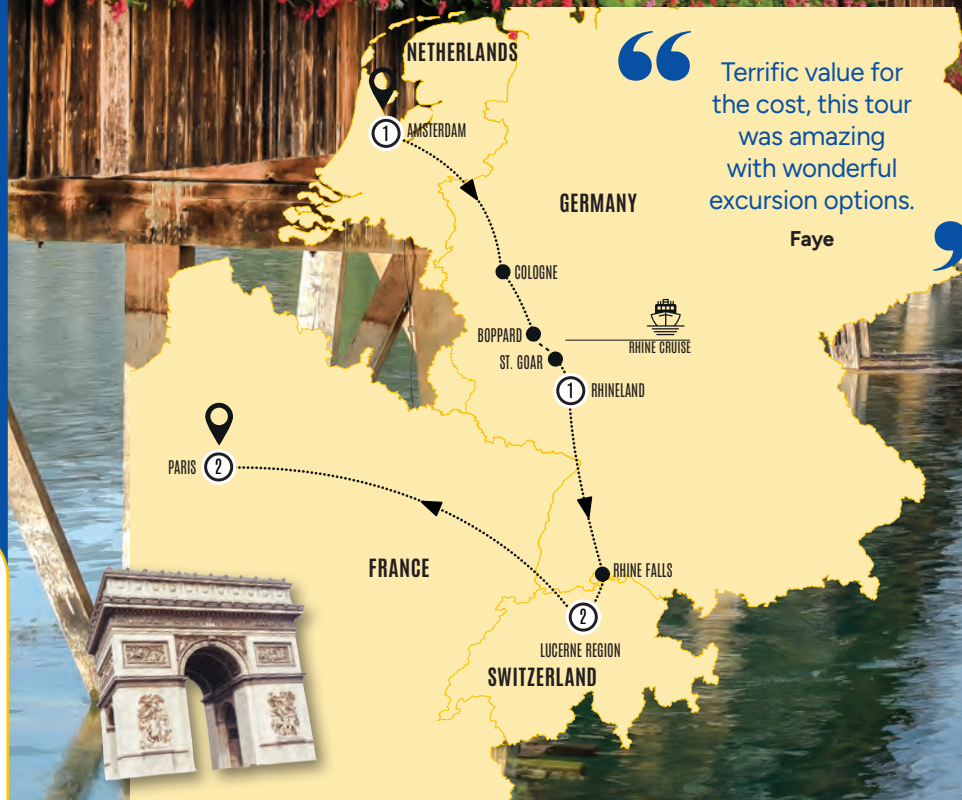 NETHERLANDS
“
Terrific value for
the cost, this tour
was amazing
with wonderful
excursion options.
Faye
1 AMSTERDAM
GERMANY
COLOGNE
BOPPARD
RHINE CRUISE
ST. GOAR
1 RHINELAND
PARIS 2
FRANCE
RHINE FALLS
2
LUCERNE REGION
SWITZERLAND